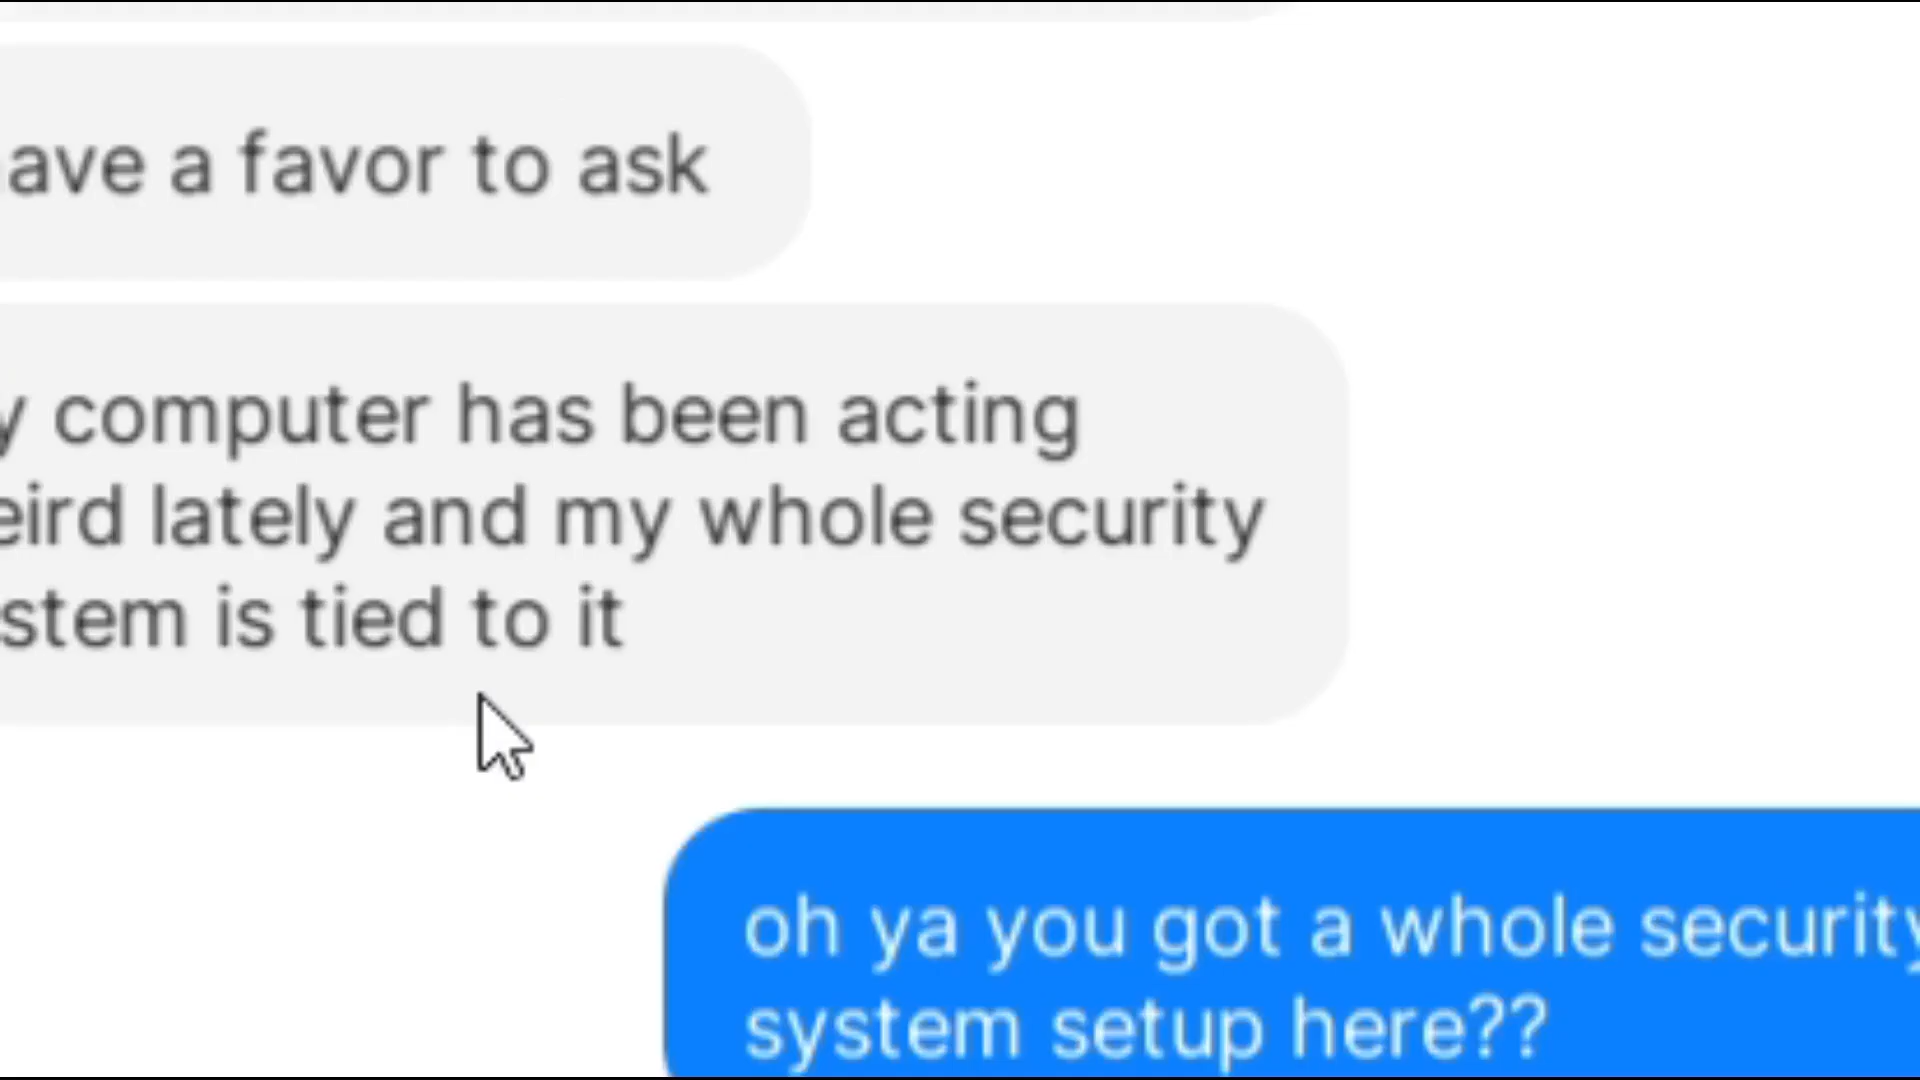 ave a favor to ask
y computer has been acting
eird lately and my whole security
stem is tied to it
oh ya you got a whole security
system setup here??